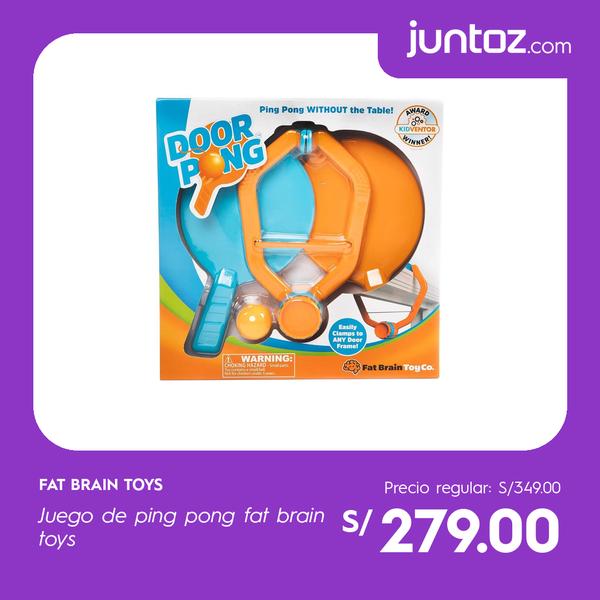 juntoz.com
Ping Pong WITHOUT the Table!
AWARD
KIDVENTOR
WINNER!
DOOR
PONG
Easily
Clamps to
ANY Door
Frame!
WARNING:
CHOKING HAZARD - Small parts
Fat Brain Toy Co.
FAT BRAIN TOYS
Precio regular: S/349.00
Juego de ping pong fat brain
toys
S/279.00